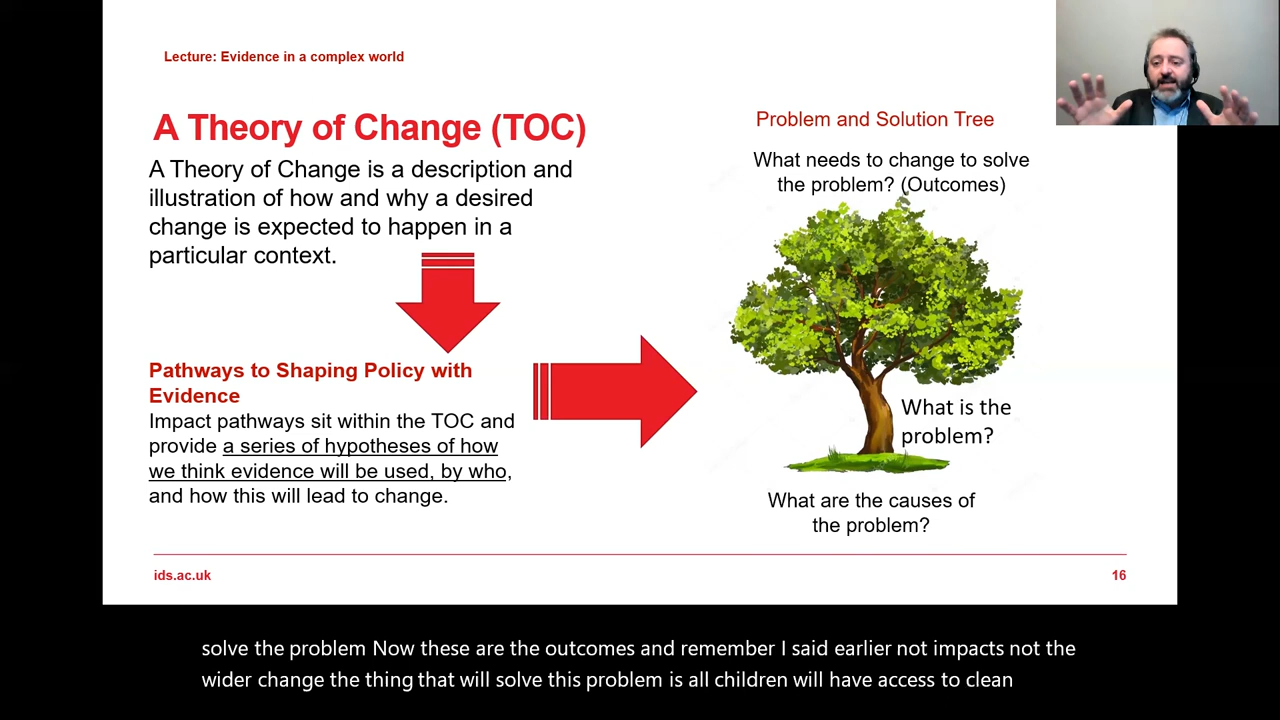 Lecture: Evidence in a complex world
A Theory of Change (TOC)
A Theory of Change is a description and
illustration of how and why a desired
change is expected to happen in a
particular context.
Pathways to Shaping Policy with
Evidence
Impact pathways sit within the TOC and
provide a series of hypotheses of how
we think evidence will be used, by who,
and how this will lead to change.
Problem and Solution Tree
What needs to change to solve
the problem? (Outcomes)
What is the
problem?
What are the causes of
the problem?
ids.ac.uk
16
solve the problem Now these are the outcomes and remember I said earlier not impacts not the
wider change the thing that will solve this problem is all children will have access to clean